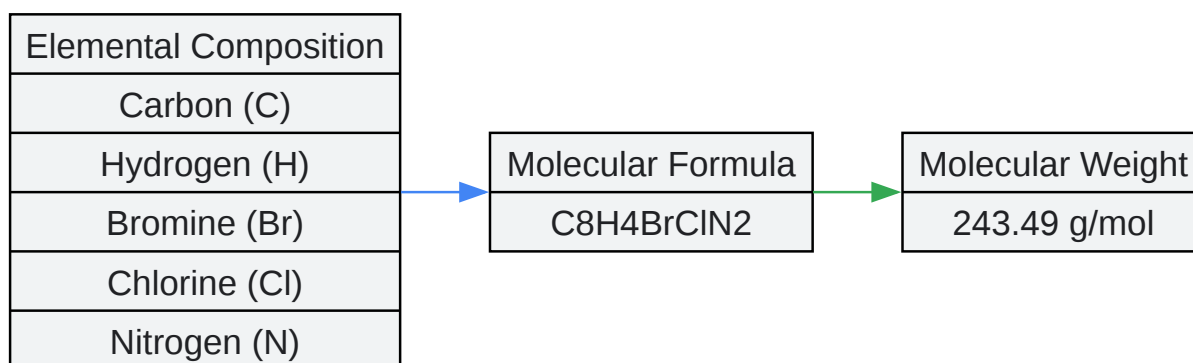 Elemental Composition
Carbon (C)
Hydrogen (H)
Bromine (Br)
Chlorine (Cl)
Nitrogen (N)
Molecular Formula
C8H4BrClN2
Molecular Weight
243.49 g/mol